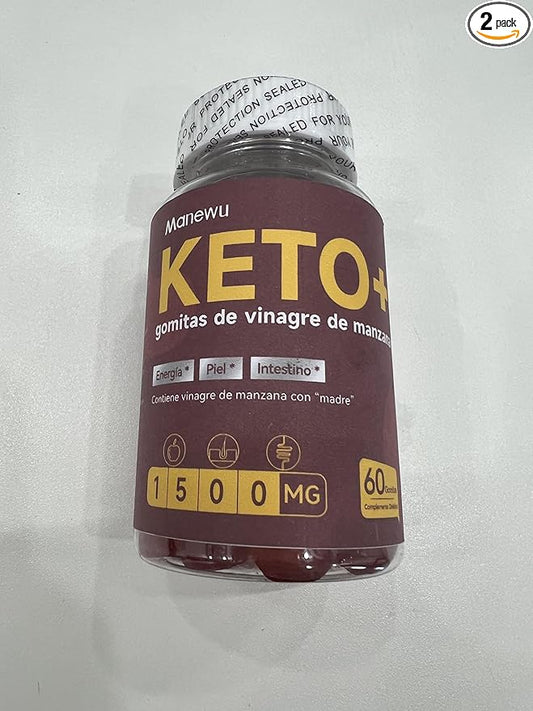 2
pack
PROTECTION SEALED
SEALED FOR YOUR
Manewu
KETO+
gomitas de vinagre de manzana
Energía* Piel* Intestino*
Contiene vinagre de manzana con "madre"
1500 MG
60